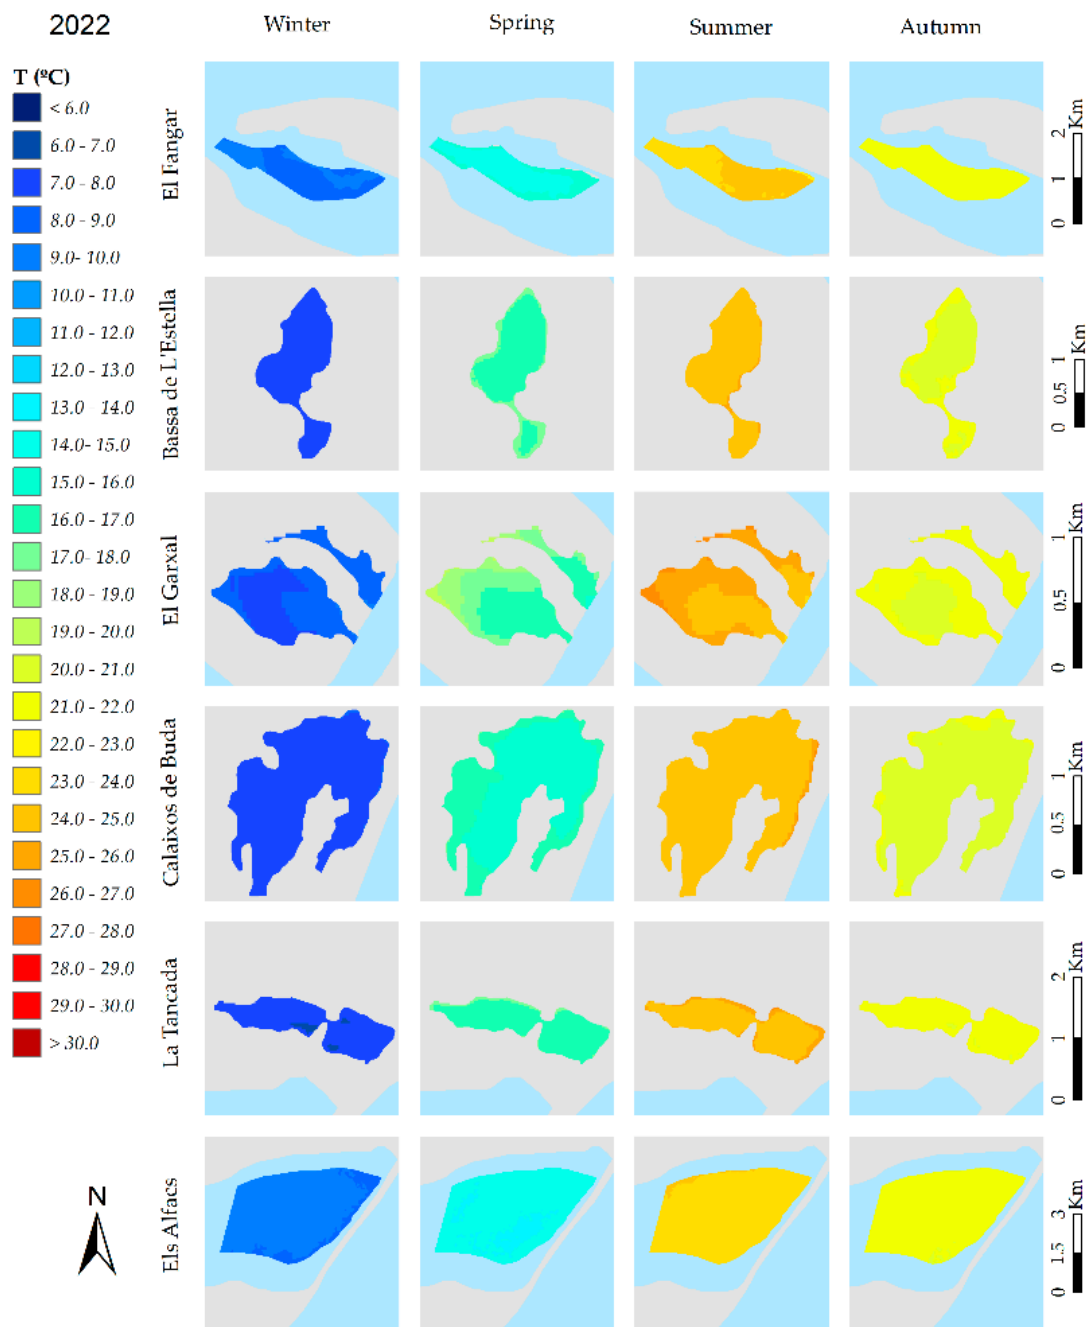 2022
Winter
Spring
Summer
Autumn
T (ºC)
< 6.0
6.0 - 7.0
7.0 - 8.0
8.0 - 9.0
9.0- 10.0
10.0 - 11.0
11.0 - 12.0
12.0 - 13.0
13.0 - 14.0
14.0- 15.0
15.0 - 16.0
16.0 - 17.0
17.0 - 18.0
18.0 - 19.0
19.0 - 20.0
20.0 - 21.0
21.0 - 22.0
22.0 - 23.0
23.0 - 24.0
24.0 - 25.0
25.0 - 26.0
26.0 - 27.0
27.0 - 28.0
28.0 - 29.0
29.0 - 30.0
> 30.0
N
El Fangar
0 1 2 Km
Bassa de L'Estella
0 0.5 1 Km
El Garxal
0 0.5 1 Km
Calaixos de Buda
0 0.5 1 Km
La Tancada
0 1 2 Km
Els Alfacs
0 1.5 3 Km